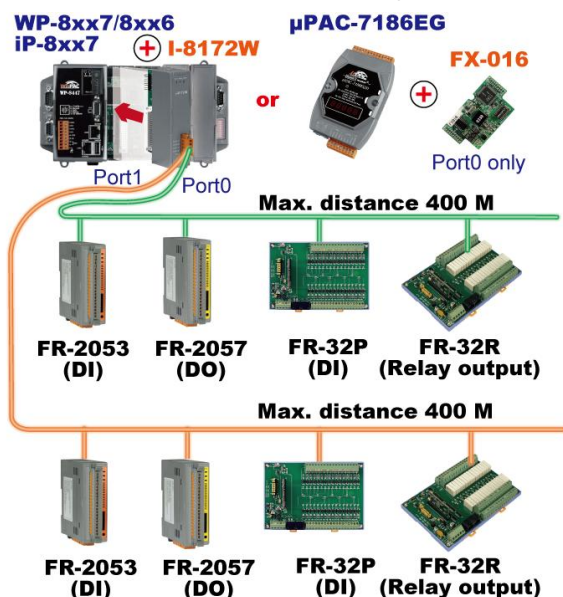 WP-8xx7/8xx6
iP-8xx7
+ I-8172W
or
µPAC-7186EG
+
FX-016
WP-8447
Port0 only
Port1
Port0
Max. distance 400 M
FR-2053
(DI)
FR-2057
(DO)
FR-32P
(DI)
FR-32R
(Relay output)
Max. distance 400 M
FR-2053
(DI)
FR-2057
(DO)
FR-32P
(DI)
FR-32R
(Relay output)